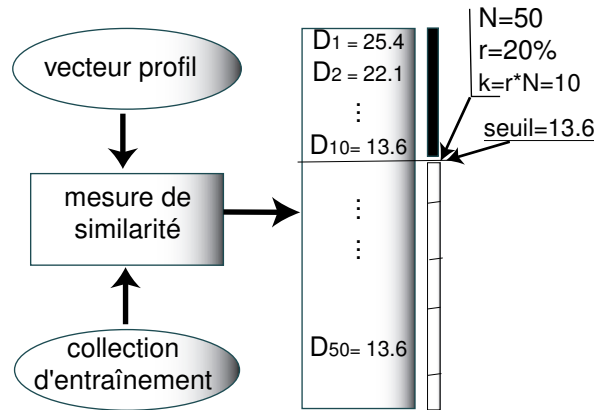 vecteur profil
mesure de
similarité
collection
d'entraînement
D1 = 25.4
D2 = 22.1
⋮
D10= 13.6
⋮
⋮
D50= 13.6
N=50
r=20%
k=r*N=10
seuil=13.6